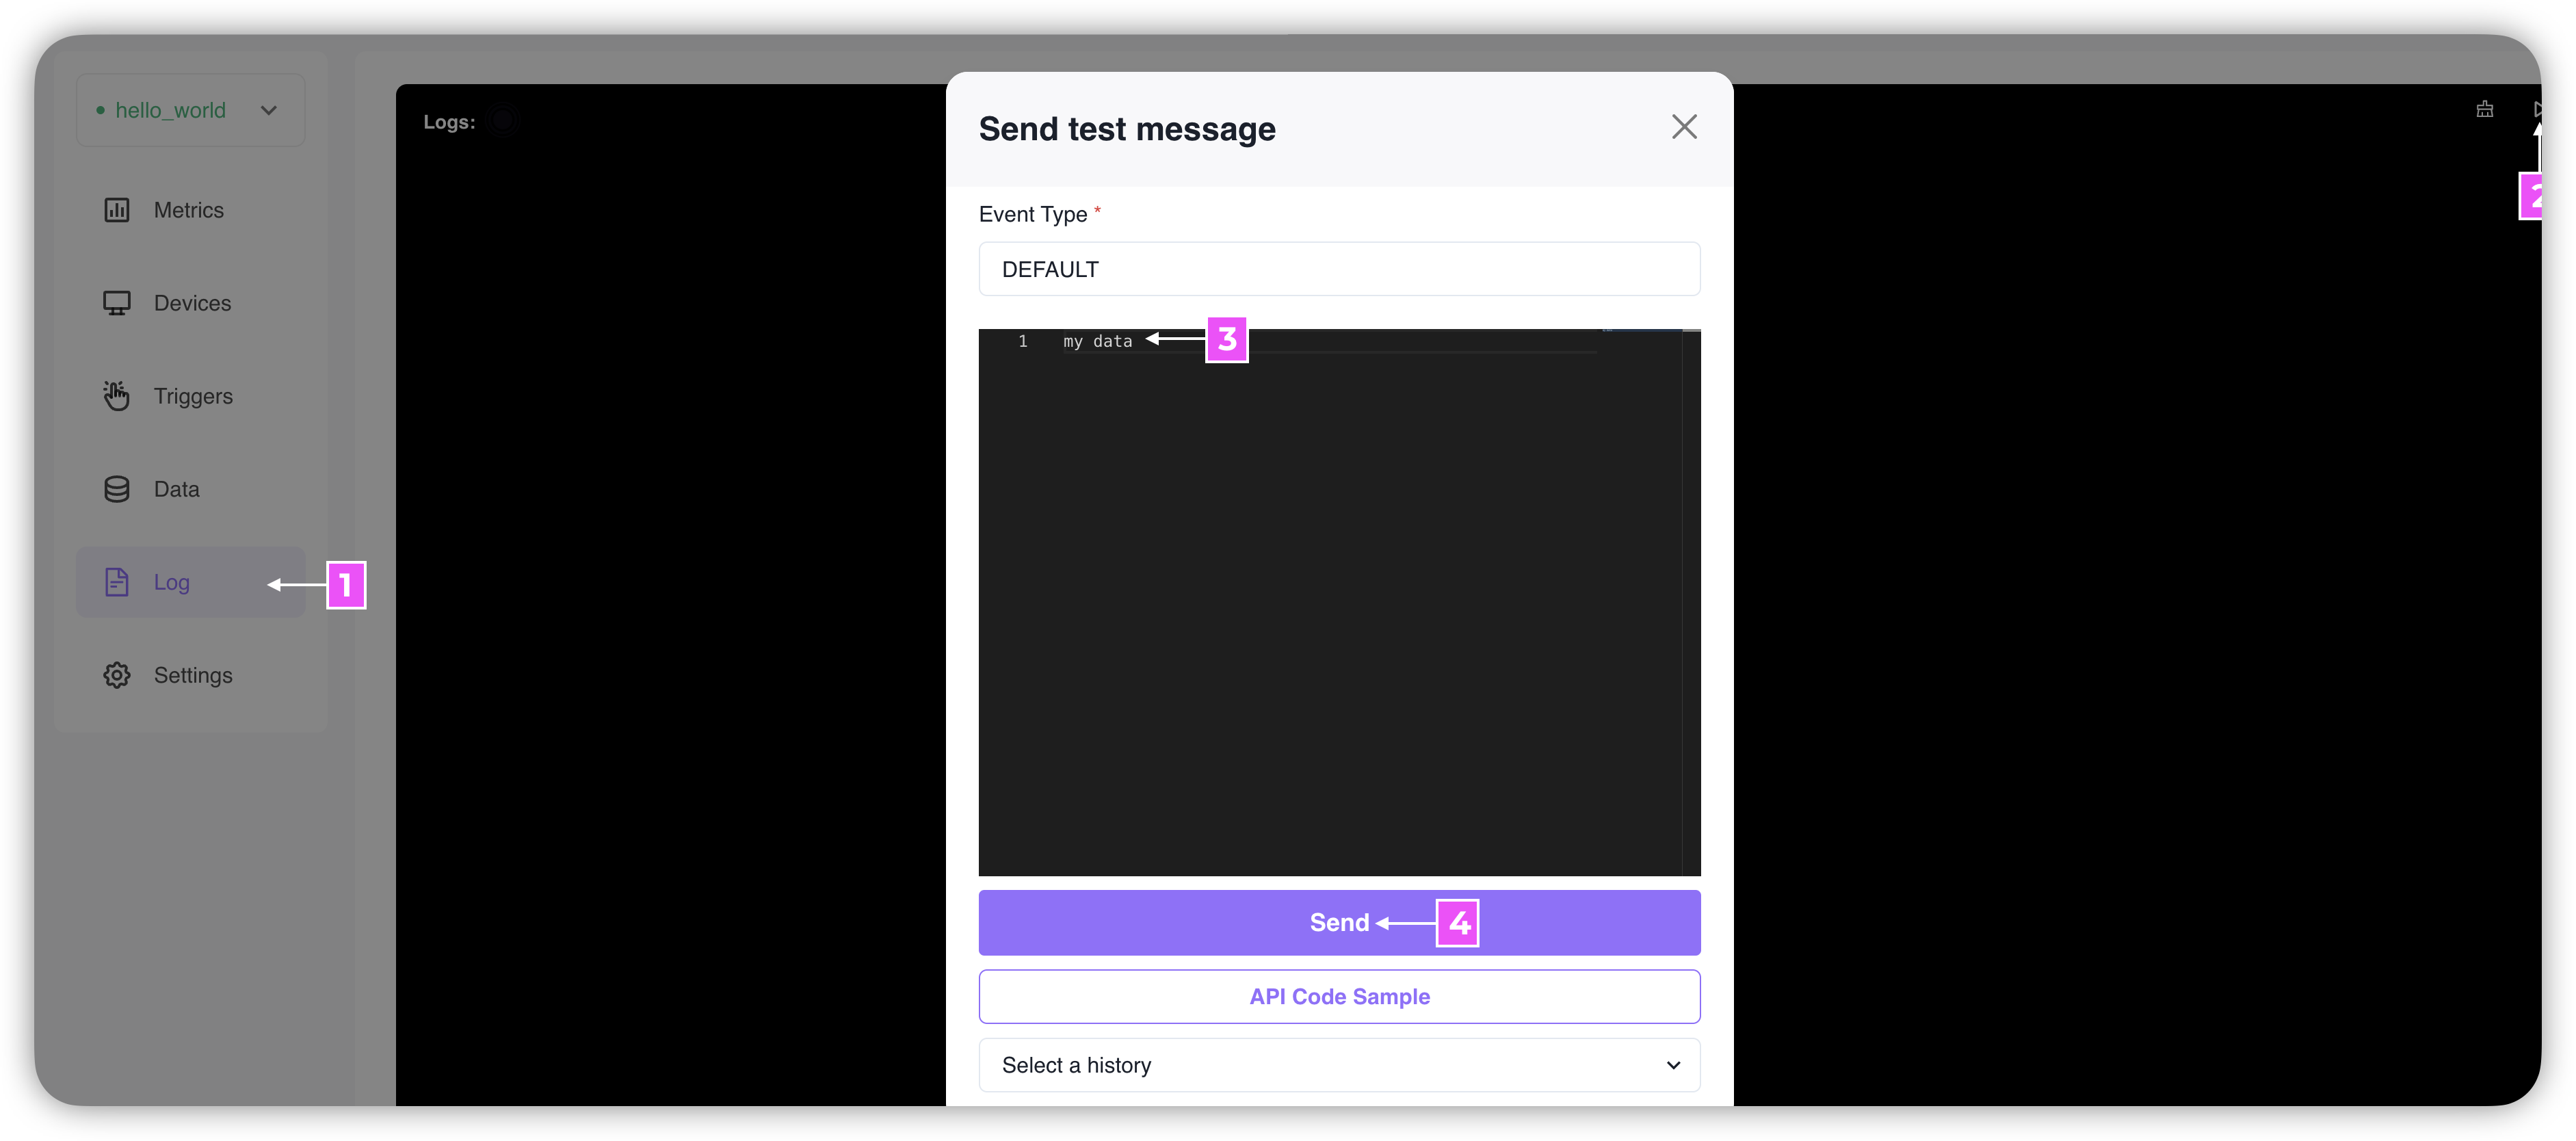 hello_world
Metrics
Devices
Triggers
Data
Log
1
Settings
Logs:
2
Send test message
Event Type *
DEFAULT
1 my data
3
Send
4
API Code Sample
Select a history